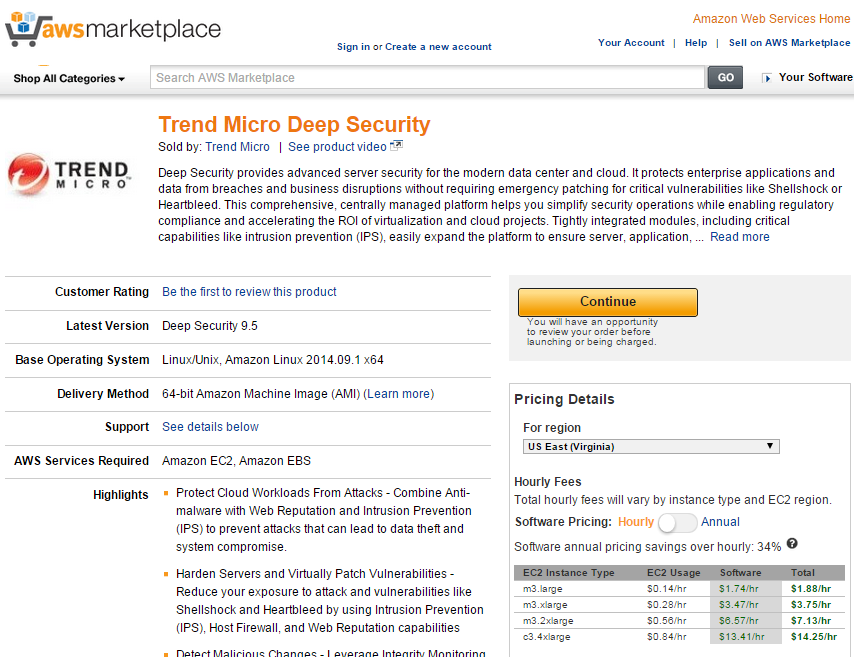 awsmarketplace
Amazon Web Services Home
Sign in or Create a new account
Your Account | Help | Sell on AWS Marketplace
Shop All Categories
Search AWS Marketplace
GO
Your Software
Trend Micro Deep Security
Sold by: Trend Micro | See product video
TREND
MICRO™
Deep Security provides advanced server security for the modern data center and cloud. It protects enterprise applications and
data from breaches and business disruptions without requiring emergency patching for critical vulnerabilities like Shellshock or
Heartbleed. This comprehensive, centrally managed platform helps you simplify security operations while enabling regulatory
compliance and accelerating the ROI of virtualization and cloud projects. Tightly integrated modules, including critical
capabilities like intrusion prevention (IPS), easily expand the platform to ensure server, application, ... Read more
Customer Rating Be the first to review this product
Latest Version Deep Security 9.5
Base Operating System Linux/Unix, Amazon Linux 2014.09.1 x64
Delivery Method 64-bit Amazon Machine Image (AMI) (Learn more)
Support See details below
AWS Services Required Amazon EC2, Amazon EBS
Highlights
Protect Cloud Workloads From Attacks - Combine Anti-
malware with Web Reputation and Intrusion Prevention
(IPS) to prevent attacks that can lead to data theft and
system compromise.
Harden Servers and Virtually Patch Vulnerabilities -
Reduce your exposure to attack and vulnerabilities like
Shellshock and Heartbleed by using Intrusion Prevention
(IPS), Host Firewall, and Web Reputation capabilities
Detect Malicious Changes - Leverage Integrity Monitoring
Continue
You will have an opportunity
to review your order before
launching or being charged.
Pricing Details
For region
US East (Virginia)
Hourly Fees
Total hourly fees will vary by instance type and EC2 region.
Software Pricing: Hourly Annual
Software annual pricing savings over hourly: 34% ?
EC2 Instance Type EC2 Usage Software Total
m3.large $0.14/hr $1.74/hr $1.88/hr
m3.xlarge $0.28/hr $3.47/hr $3.75/hr
m3.2xlarge $0.56/hr $6.57/hr $7.13/hr
c3.4xlarge $0.84/hr $13.41/hr $14.25/hr